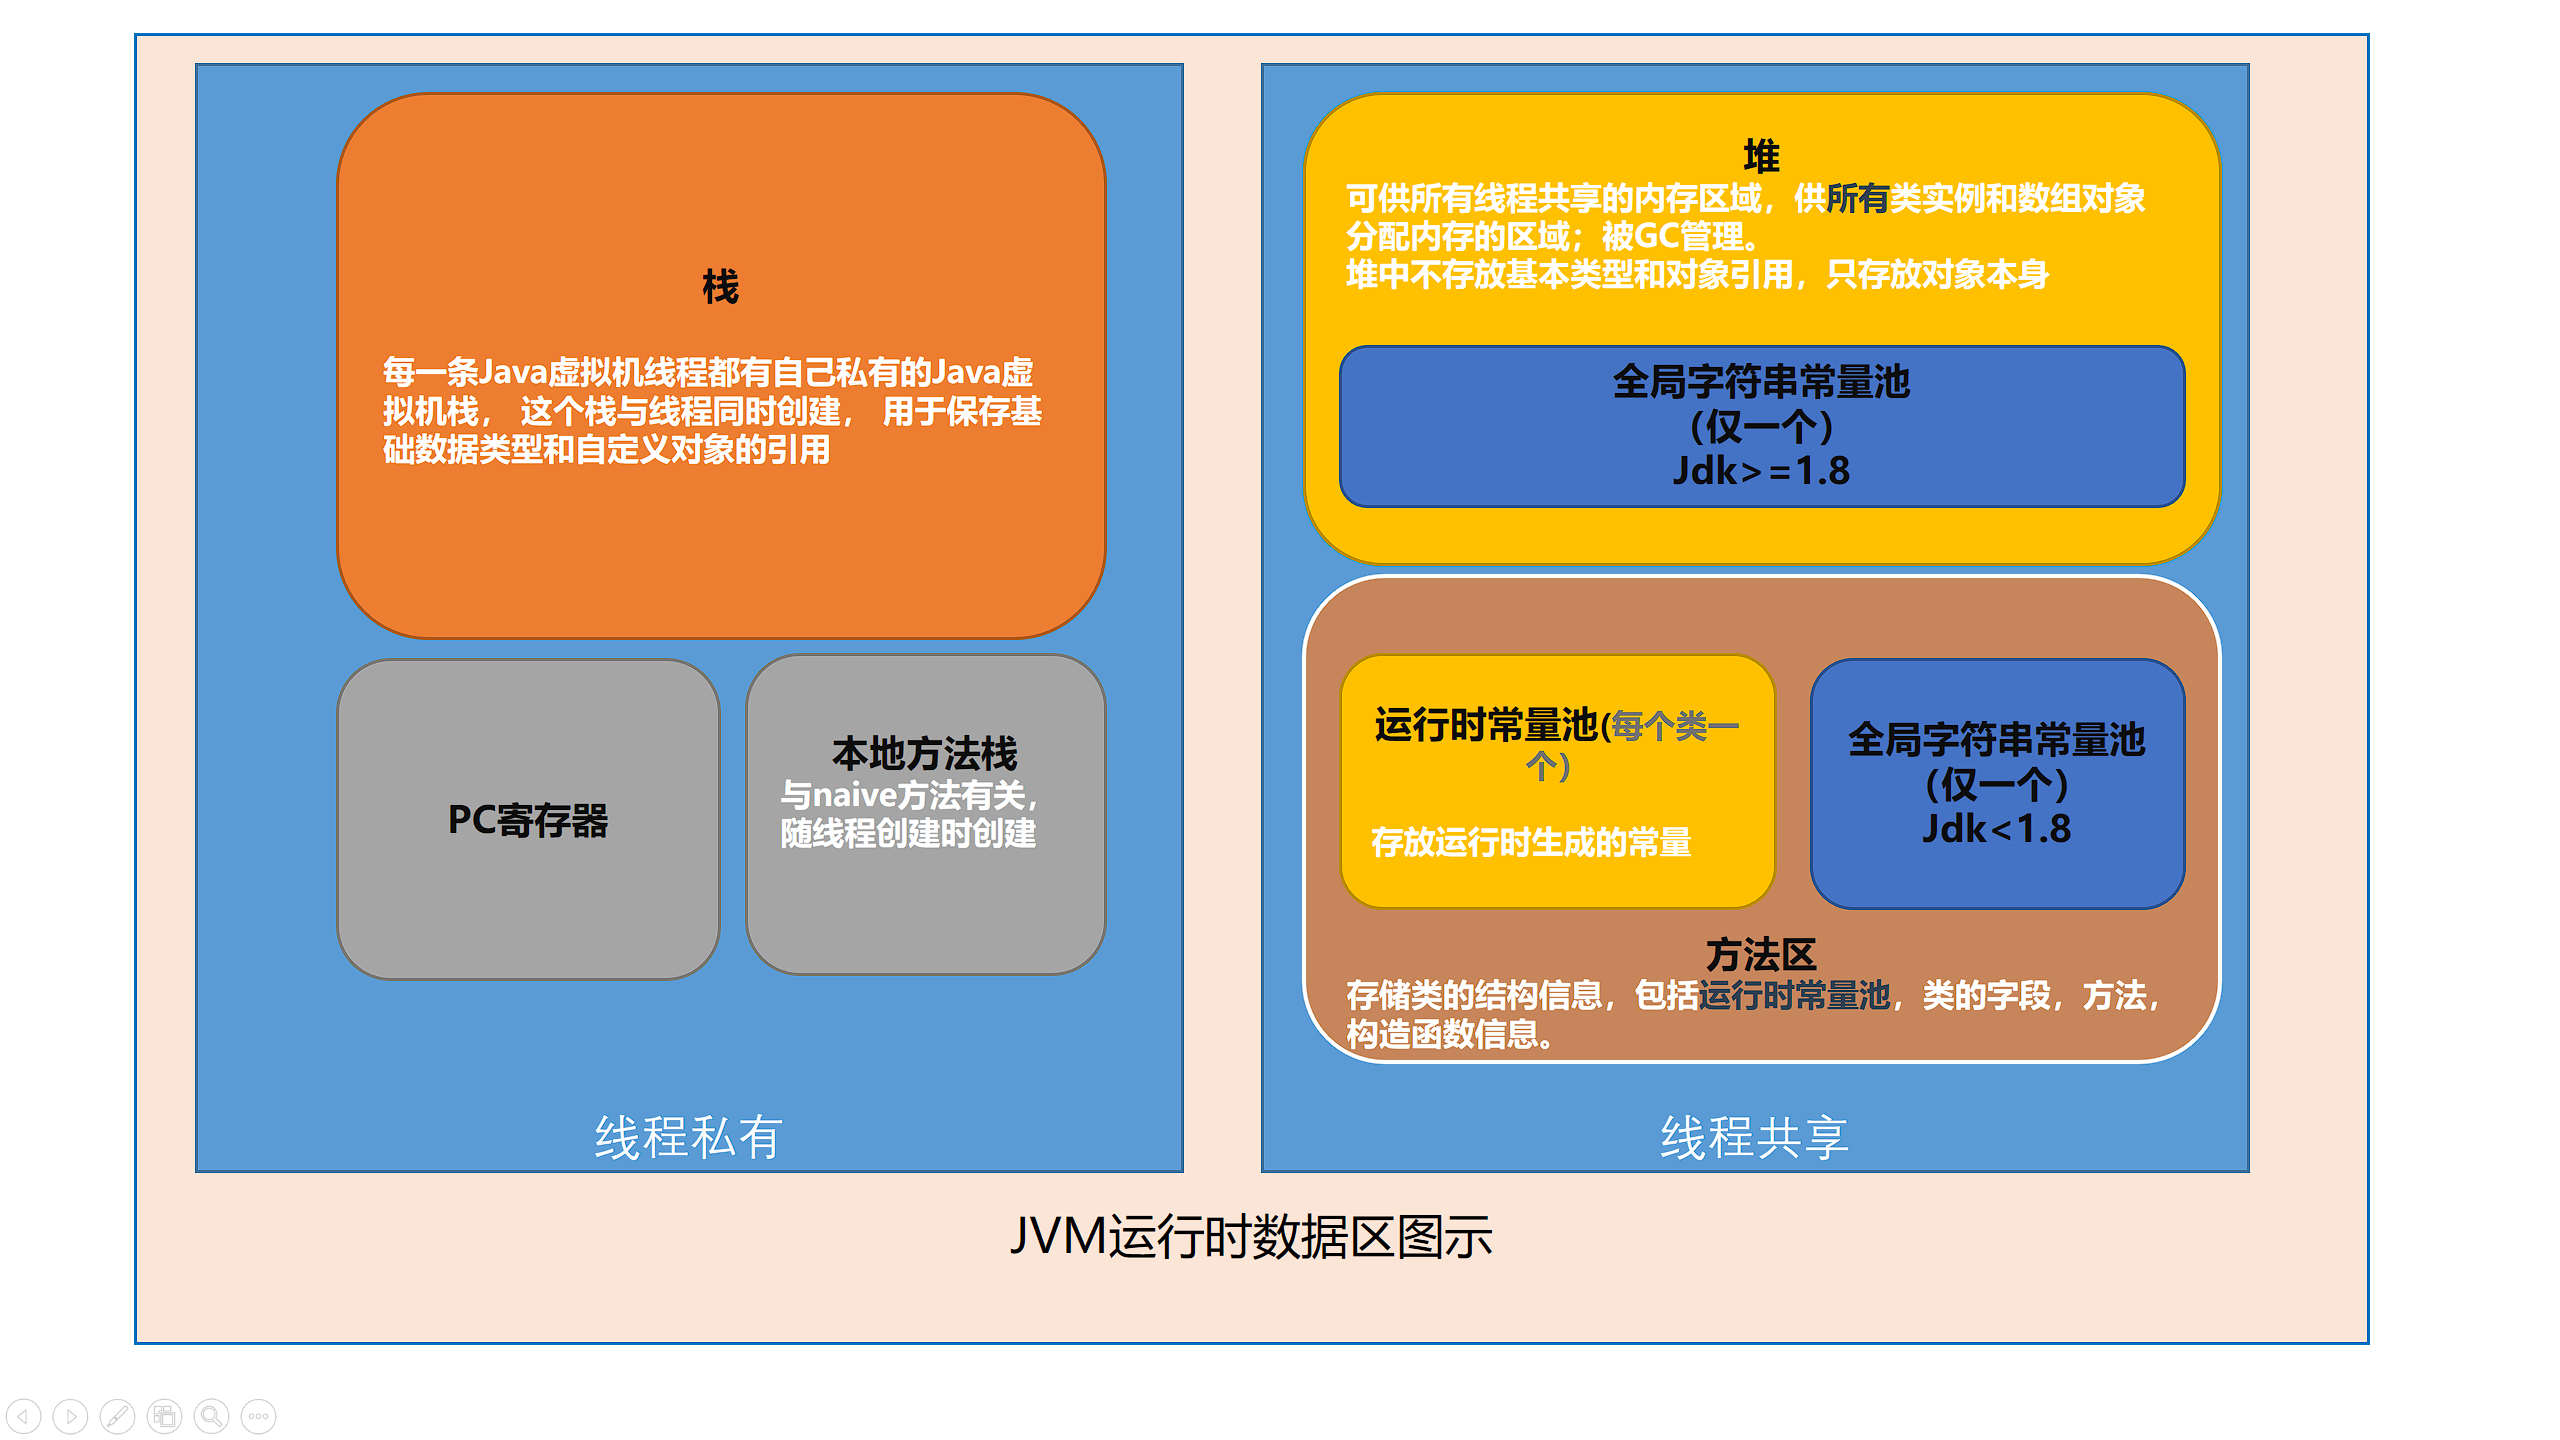 栈
每一条Java虚拟机线程都有自己私有的Java虚
拟机栈， 这个栈与线程同时创建， 用于保存基
础数据类型和自定义对象的引用
PC寄存器
本地方法栈
与naive方法有关，
随线程创建时创建
线程私有
堆
可供所有线程共享的内存区域，供所有类实例和数组对象
分配内存的区域；被GC管理。
堆中不存放基本类型和对象引用，只存放对象本身
全局字符串常量池
（仅一个）
Jdk>=1.8
运行时常量池(每个类一
个）
存放运行时生成的常量
全局字符串常量池
（仅一个）
Jdk<1.8
方法区
存储类的结构信息，包括运行时常量池，类的字段，方法，
构造函数信息。
线程共享
JVM运行时数据区图示